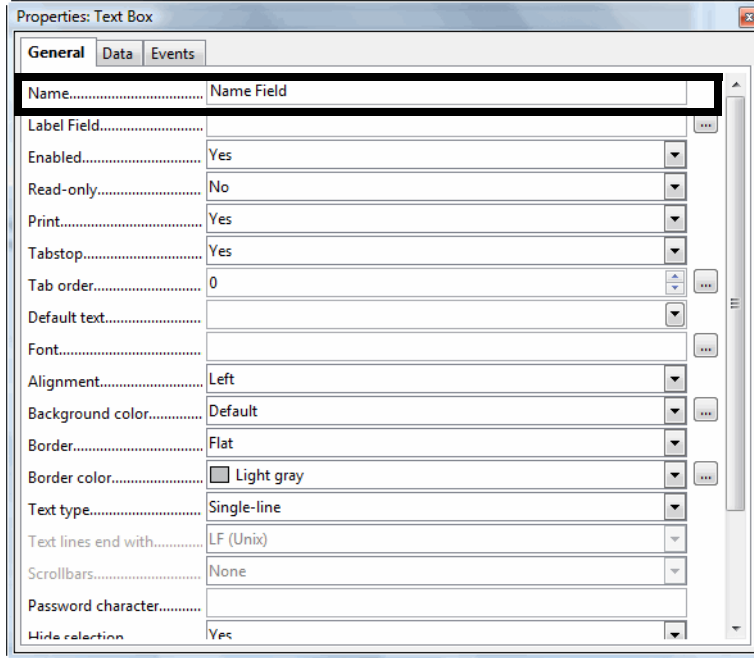 Properties: Text Box
General Data Events
Name.................................... Name Field
Label Field............................
Enabled................................ Yes
Read-only............................ No
Print...................................... Yes
Tabstop................................ Yes
Tab order............................. 0
Default text..........................
Font.......................................
Alignment............................ Left
Background color.............. Default
Border................................... Flat
Border color......................... Light gray
Text type.............................. Single-line
Text lines end with............. LF (Unix)
Scrollbars............................. None
Password character...........
Hide selection Yes